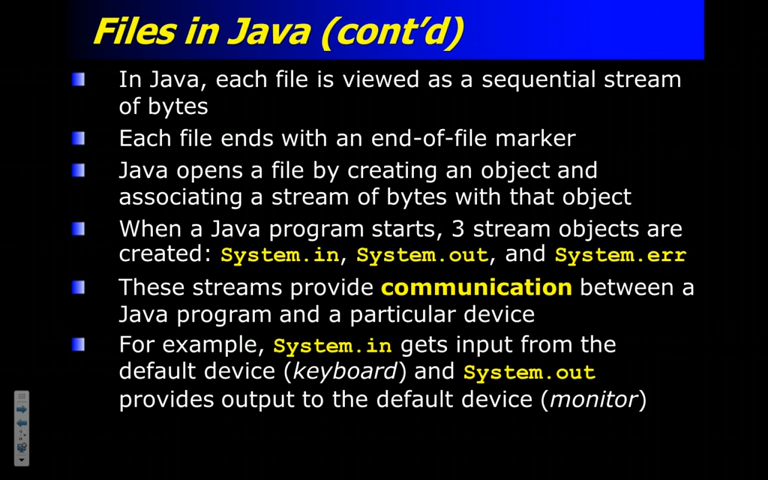 Files in Java (cont’d)
In Java, each file is viewed as a sequential stream
of bytes
Each file ends with an end-of-file marker
Java opens a file by creating an object and
associating a stream of bytes with that object
When a Java program starts, 3 stream objects are
created: System.in, System.out, and System.err
These streams provide communication between a
Java program and a particular device
For example, System.in gets input from the
default device (keyboard) and System.out
provides output to the default device (monitor)